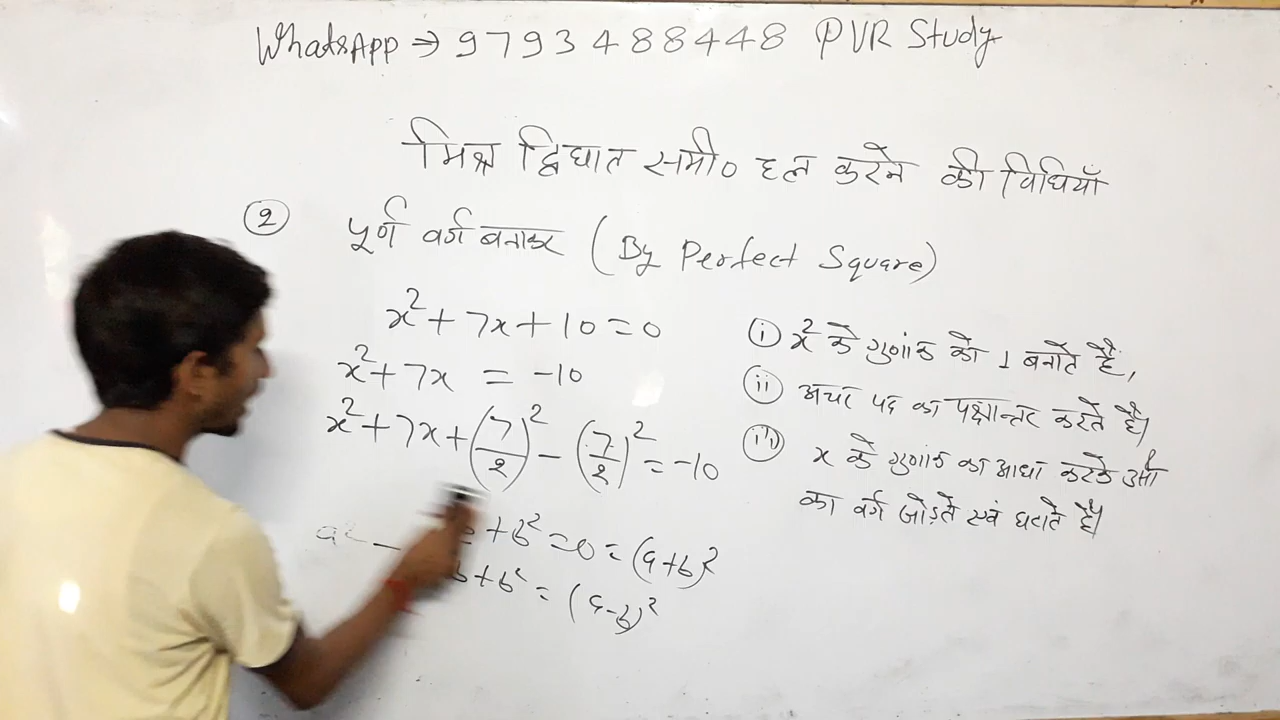 WhatsApp → 9793488448 PVR Study
मिश्र द्विघात समी० हल करने की विधियाँ
② पूर्ण वर्ग बनाकर (By Perfect Square)
x² + 7x + 10 = 0
x² + 7x = -10
x² + 7x + (7/2)² - (7/2)² = -10
+ b² = 0 = (a+b)²
b + b² = (a-b)²
(i) x² के गुणांक को 1 बनाते हैं,
(ii) अचर पद का पक्षान्तर करते हैं।
(iii) x के गुणांक का आधा करके उसी
का वर्ग जोड़ते एवं घटाते हैं।